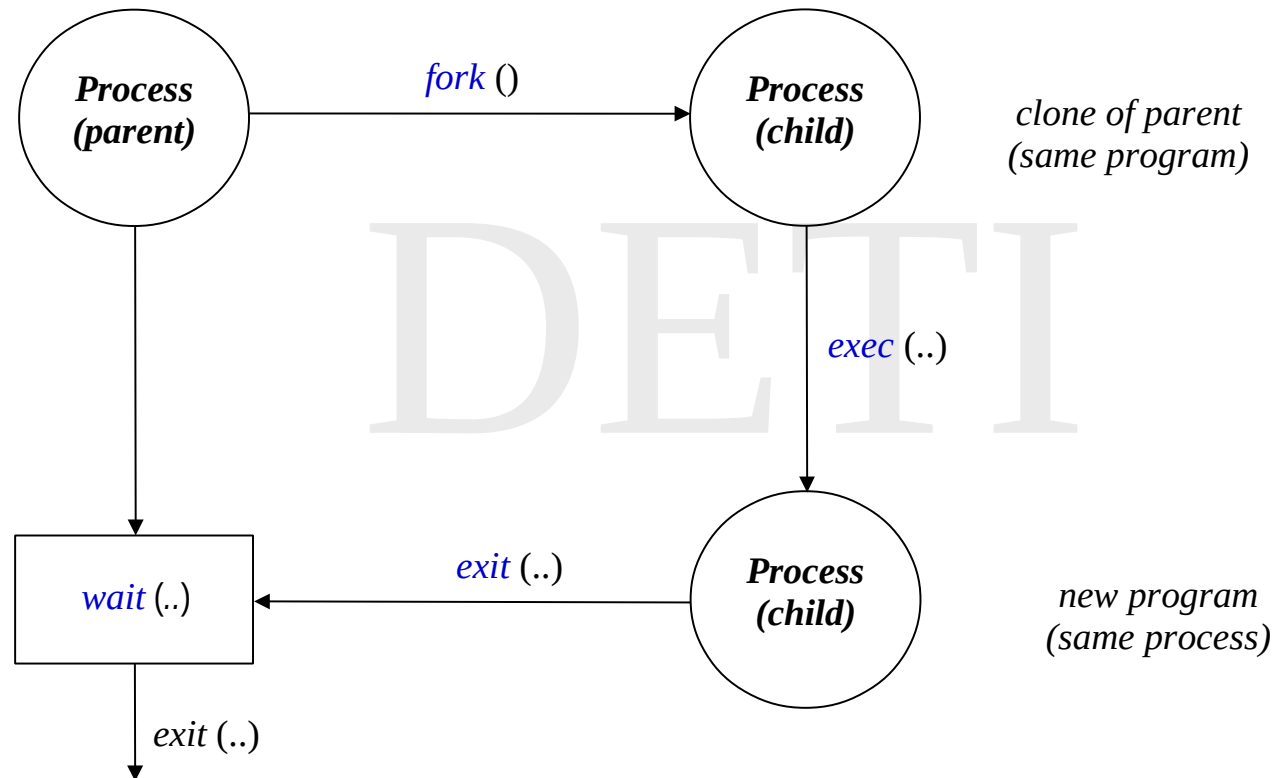 Process
(parent)
fork ()
Process
(child)
clone of parent
(same program)
DETI
exec (..)
wait (..)
exit (..)
Process
(child)
new program
(same process)
exit (..)